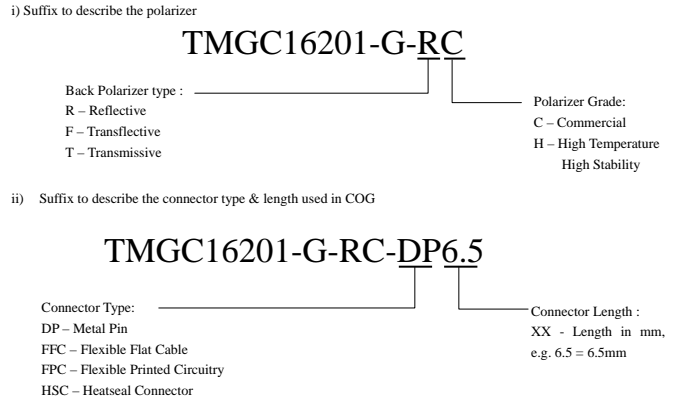 i) Suffix to describe the polarizer
TMGC16201-G-RC
Back Polarizer type :
R – Reflective
F – Transflective
T – Transmissive
Polarizer Grade:
C – Commercial
H – High Temperature
High Stability
ii) Suffix to describe the connector type & length used in COG
TMGC16201-G-RC-DP6.5
Connector Type:
DP – Metal Pin
FFC – Flexible Flat Cable
FPC – Flexible Printed Circuitry
HSC – Heatseal Connector
Connector Length :
XX - Length in mm,
e.g. 6.5 = 6.5mm